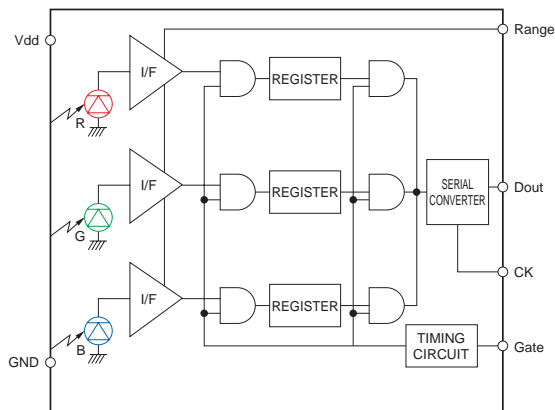 Range
Vdd
I/F
REGISTER
R
I/F
REGISTER
SERIAL
CONVERTER
Dout
G
CK
I/F
REGISTER
TIMING
CIRCUIT
Gate
B
GND